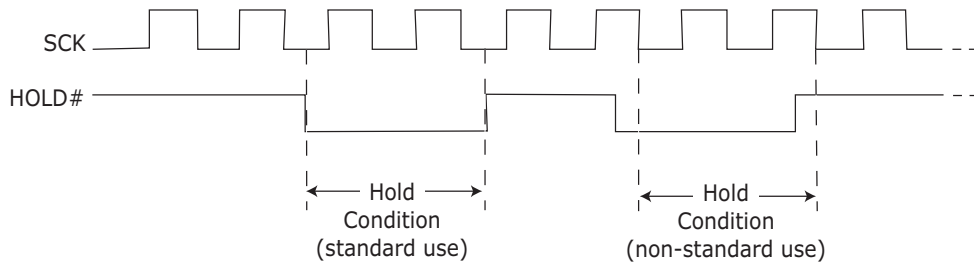 SCK
HOLD#
Hold
Condition
(standard use)
Hold
Condition
(non-standard use)